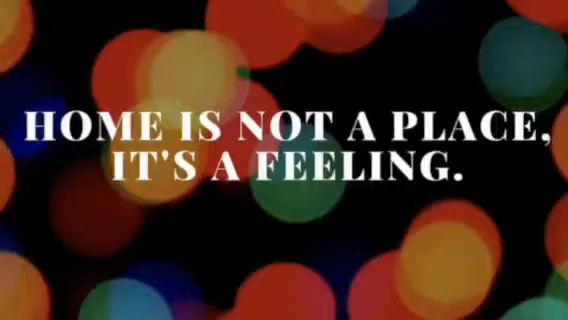 HOME IS NOT A PLACE,
IT'S A FEELING.